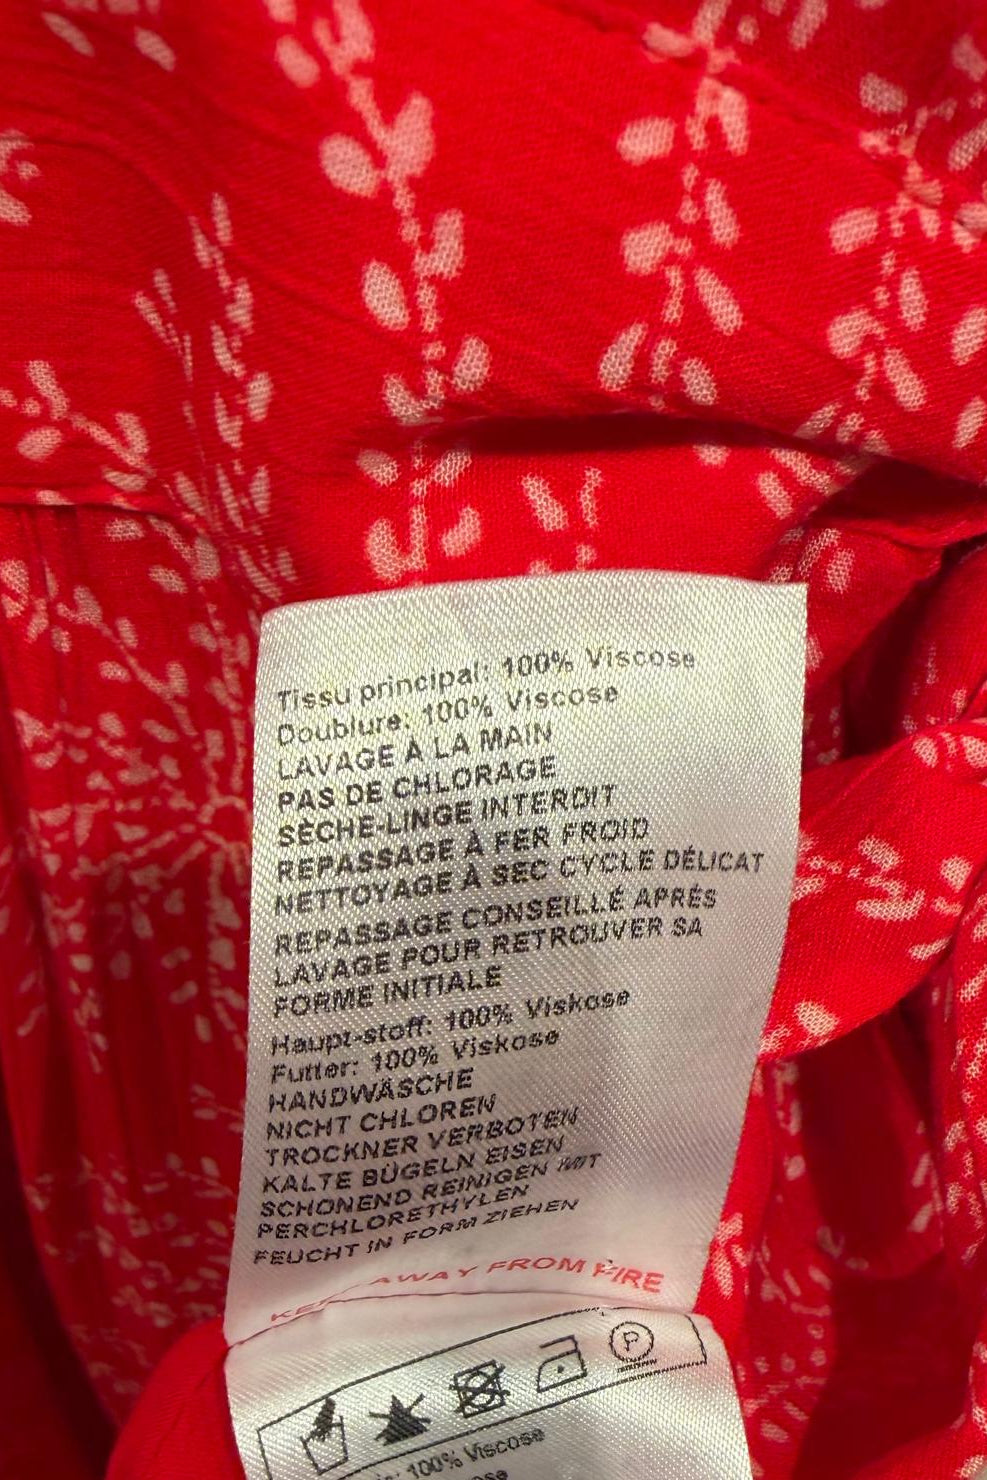 Tissu principal: 100% Viscose
Doublure: 100% Viscose
LAVAGE À LA MAIN
PAS DE CHLORAGE
SÈCHE-LINGE INTERDIT
REPASSAGE À FER FROID
NETTOYAGE À SEC CYCLE DÉLICAT
REPASSAGE CONSEILLÉ APRÉS
LAVAGE POUR RETROUVER SA
FORME INITIALE
Haupt-stoff: 100% Viskose
Futter: 100% Viskose
HANDWÄSCHE
NICHT CHLOREN
TROCKNER VERBOTEN
KALTE BÜGELN EISEN
SCHONEND REINIGEN MIT
PERCHLORETHYLEN
FEUCHT IN FORM ZIEHEN
AWAY FROM FIRE
P
100% Viscose